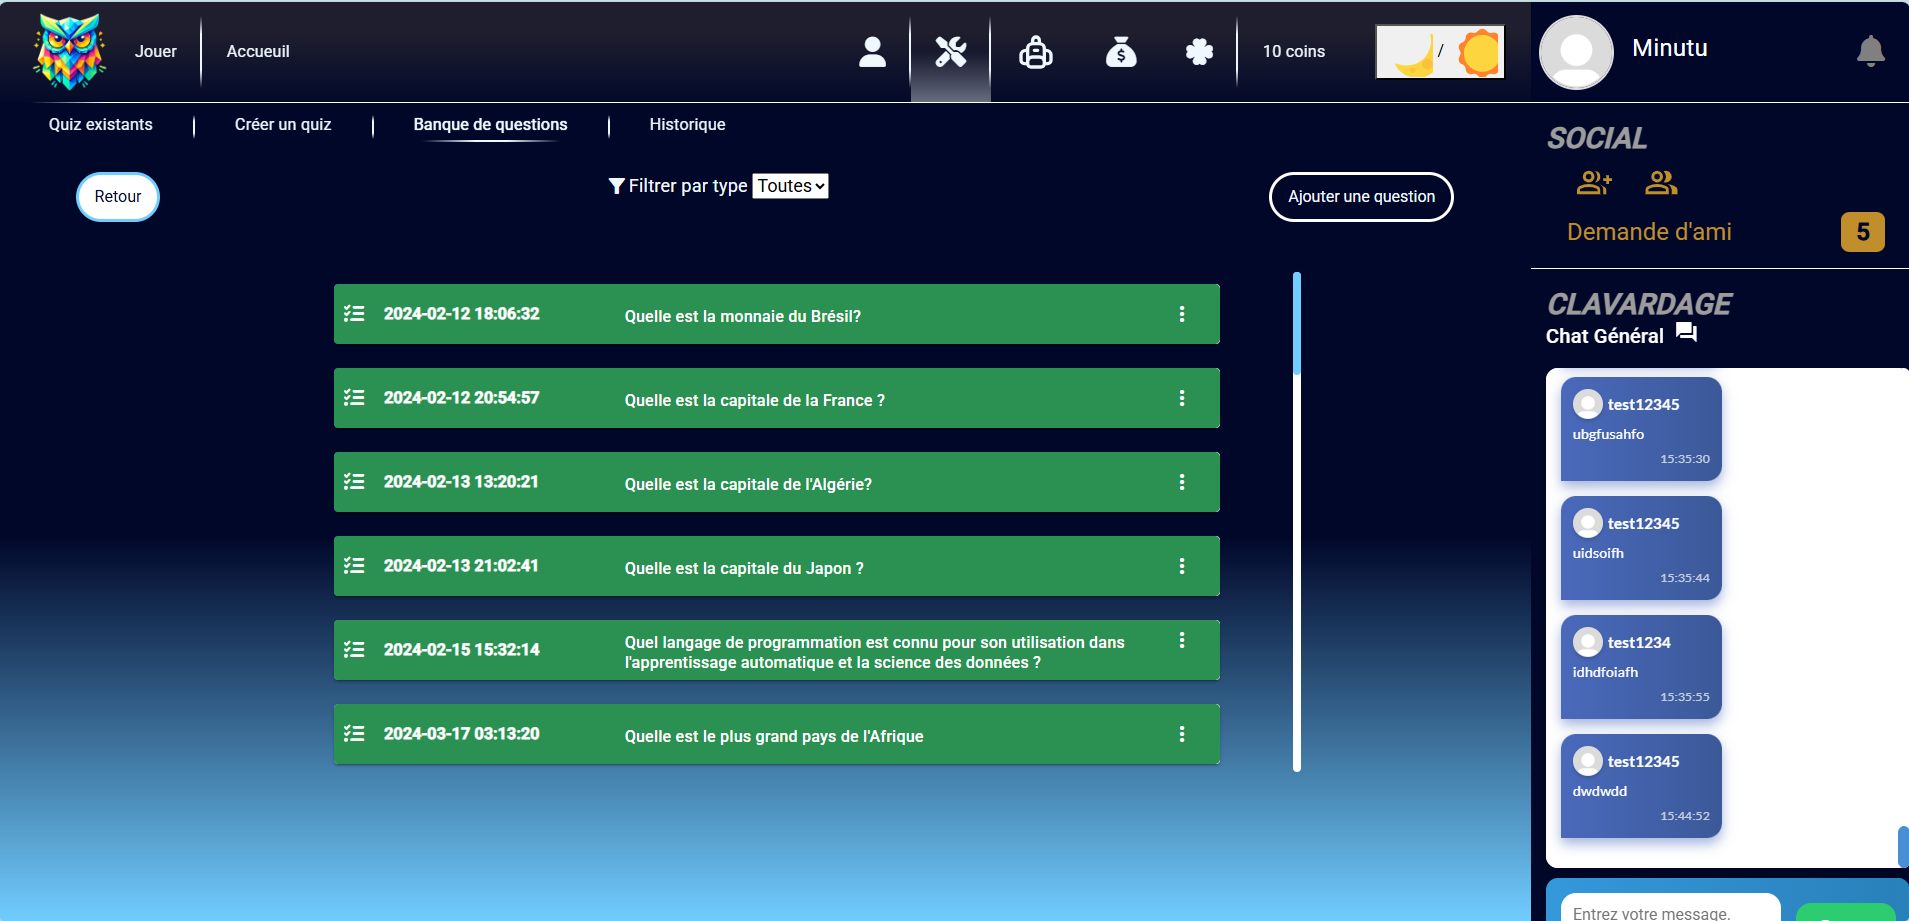 Jouer
Accueuil
10 coins
/
Minutu
Quiz existants
Créer un quiz
Banque de questions
Historique
Retour
Filtrer par type Toutes
Ajouter une question
2024-02-12 18:06:32 Quelle est la monnaie du Brésil?
2024-02-12 20:54:57 Quelle est la capitale de la France ?
2024-02-13 13:20:21 Quelle est la capitale de l'Algérie?
2024-02-13 21:02:41 Quelle est la capitale du Japon ?
2024-02-15 15:32:14 Quel langage de programmation est connu pour son utilisation dans
l'apprentissage automatique et la science des données ?
2024-03-17 03:13:20 Quelle est le plus grand pays de l'Afrique
SOCIAL
Demande d'ami 5
CLAVARDAGE
Chat Général
test12345
ubgfusahfo
15:35:30
test12345
uidsoifh
15:35:44
test1234
idhdfoiafh
15:35:55
test12345
dwdwdd
15:44:52
Entrez votre message.